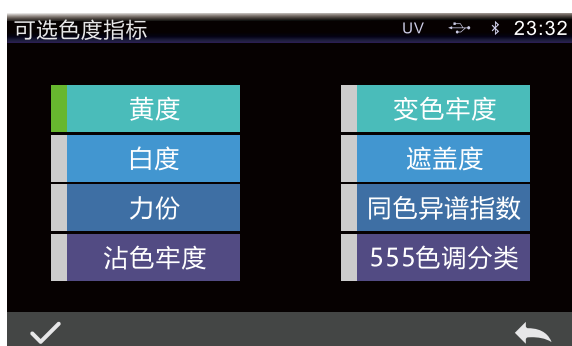 可选色度指标 UV 23:32
黄度 变色牢度
白度 遮盖度
力份 同色异谱指数
沾色牢度 555色调分类